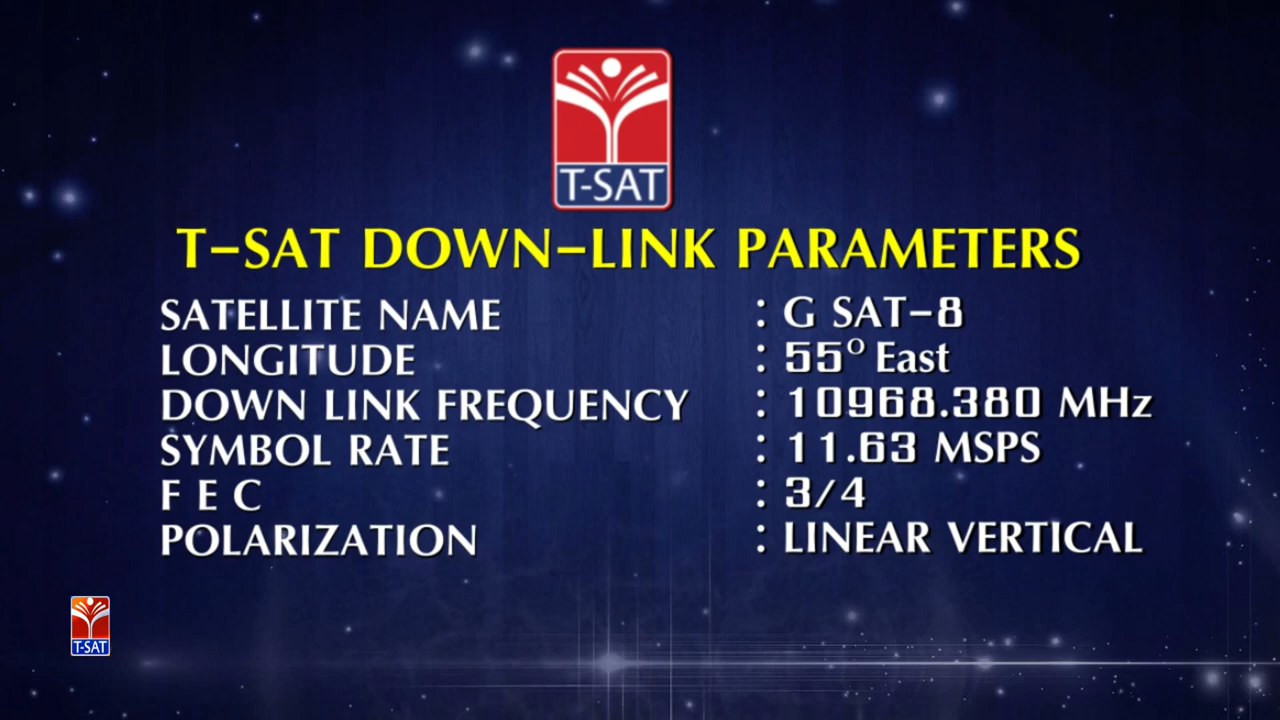 T-SAT
T-SAT DOWN-LINK PARAMETERS
SATELLITE NAME : G SAT-8
LONGITUDE : 55° East
DOWN LINK FREQUENCY : 10968.380 MHz
SYMBOL RATE : 11.63 MSPS
F E C : 3/4
POLARIZATION : LINEAR VERTICAL
T-SAT